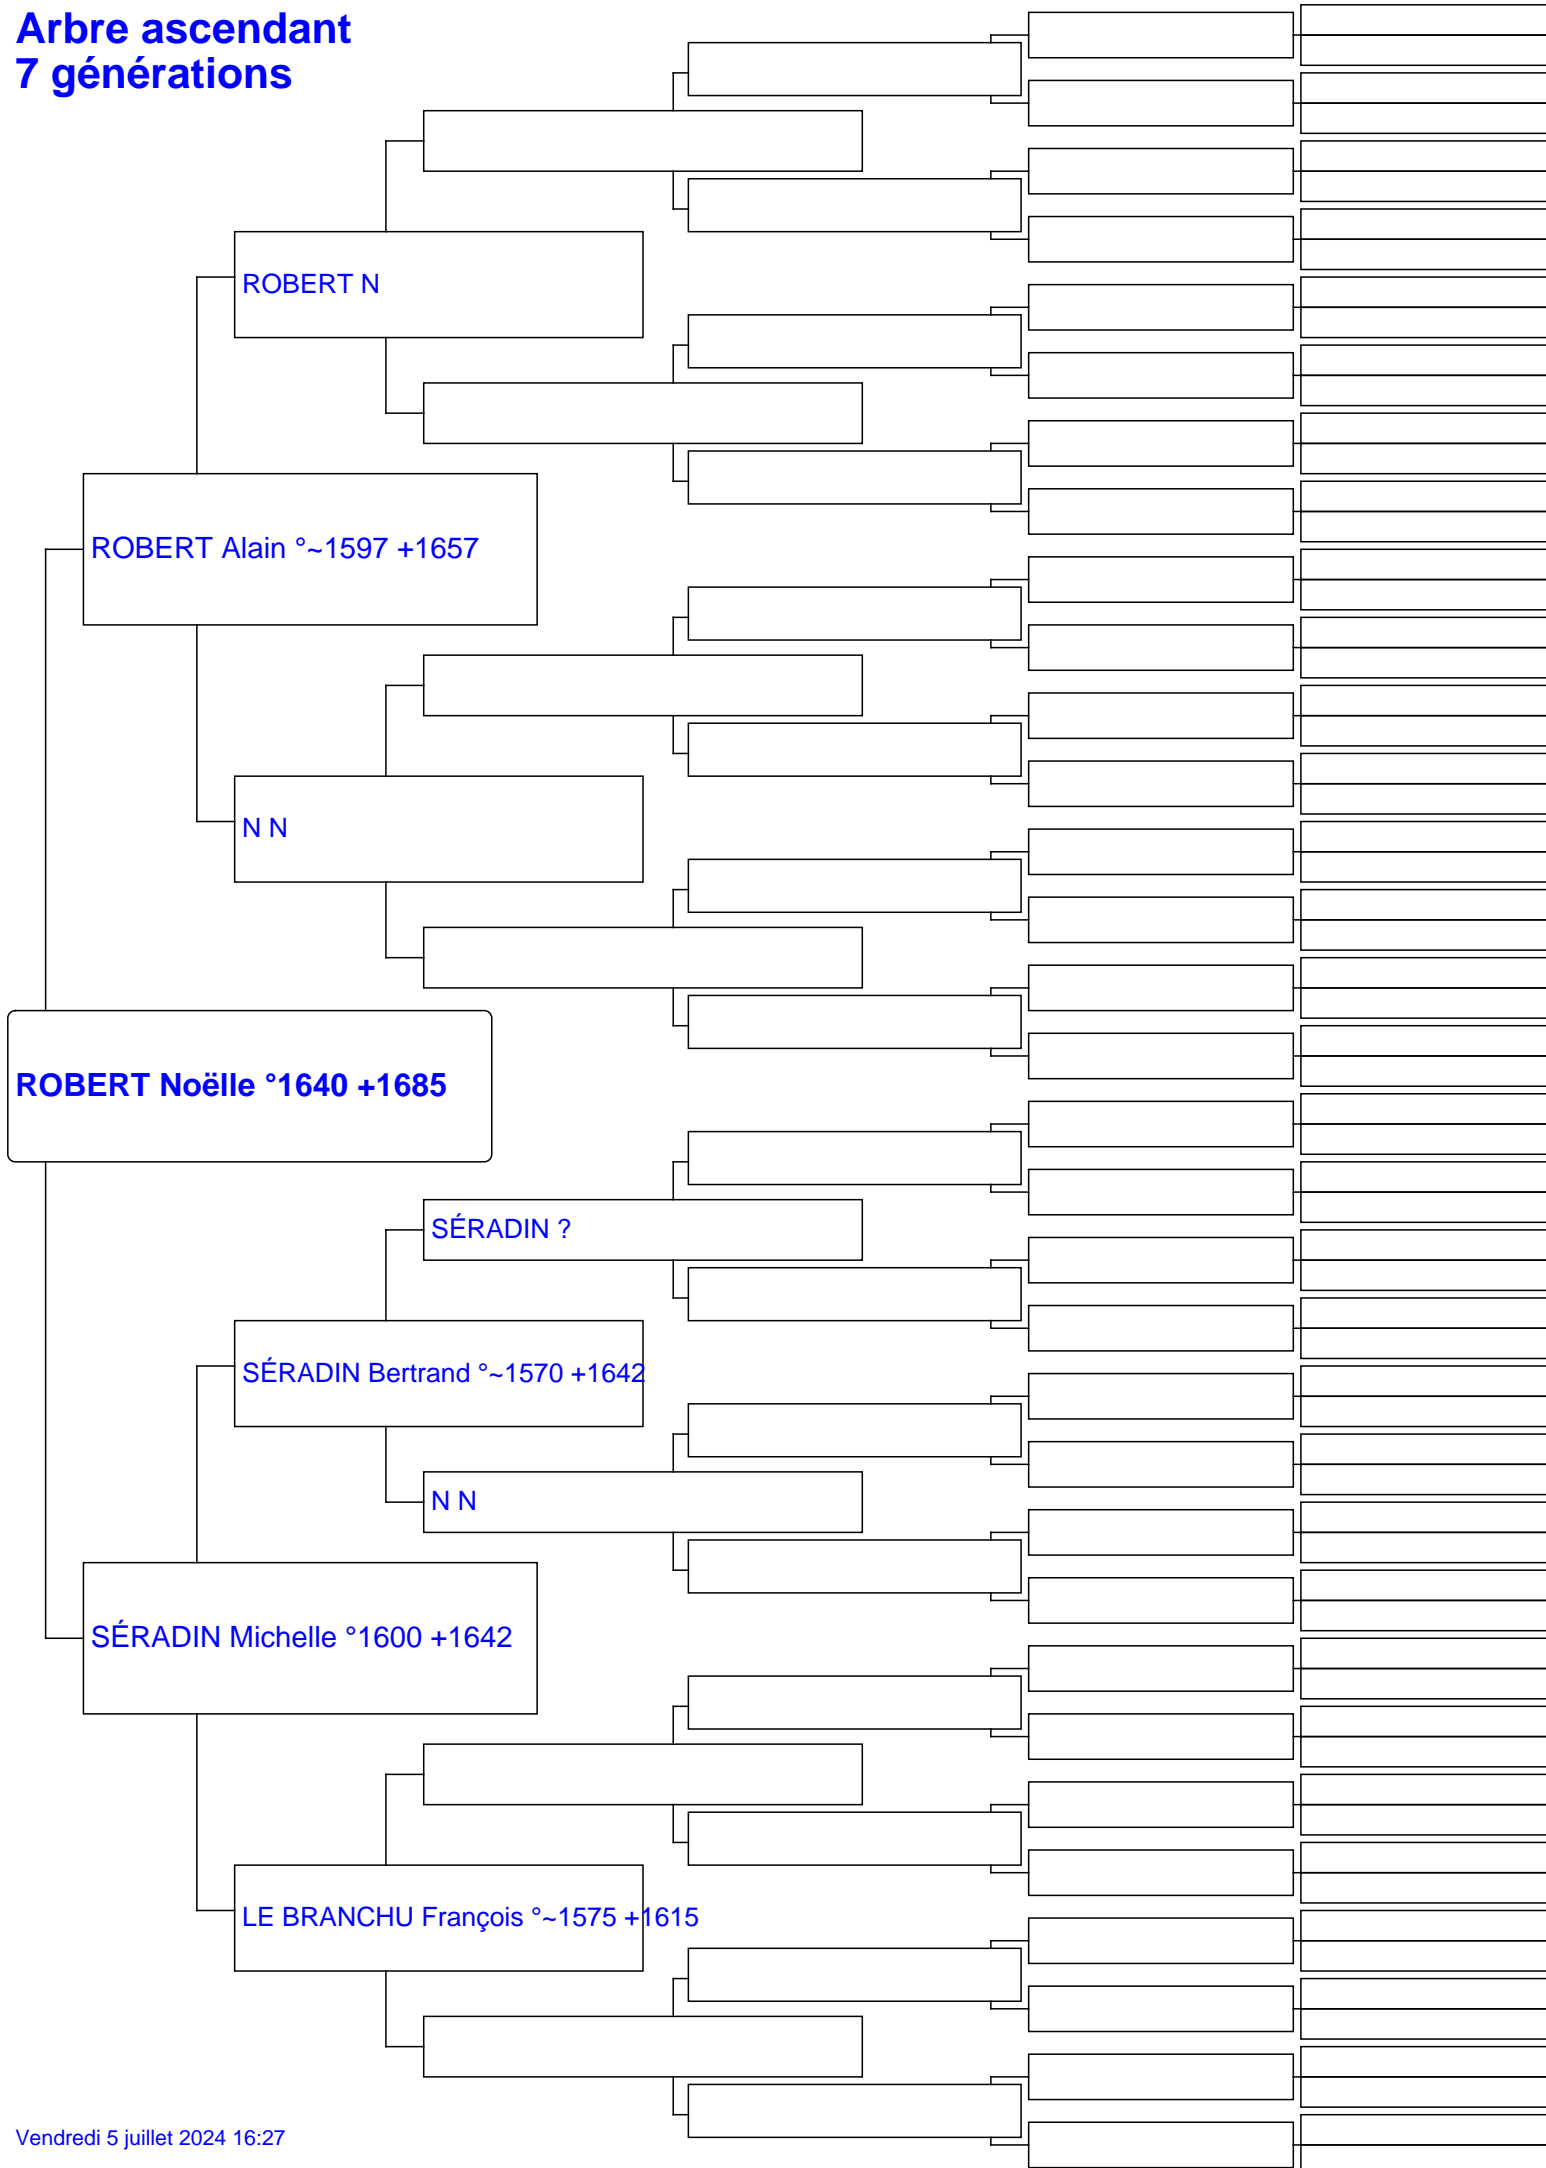 Arbre ascendant
7 générations
ROBERT N
ROBERT Alain °~1597 +1657
N N
ROBERT Noëlle °1640 +1685
SÉRADIN ?
SÉRADIN Bertrand °~1570 +1642
N N
SÉRADIN Michelle °1600 +1642
LE BRANCHU François °~1575 +1615
Vendredi 5 juillet 2024 16:27